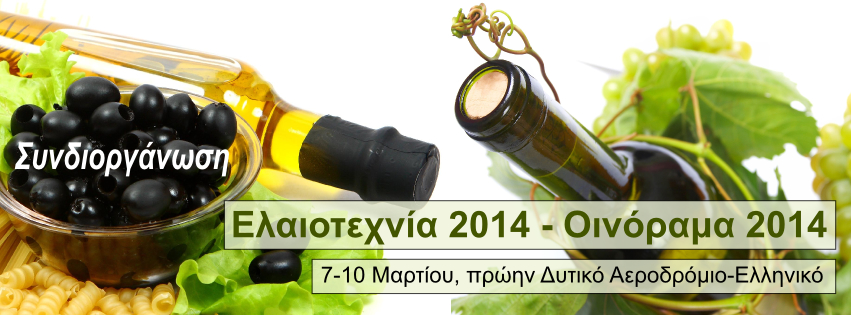 Συνδιοργάνωση
Ελαιοτεχνία 2014 - Οινόραμα 2014
7-10 Μαρτίου, πρώην Δυτικό Αεροδρόμιο-Ελληνικό